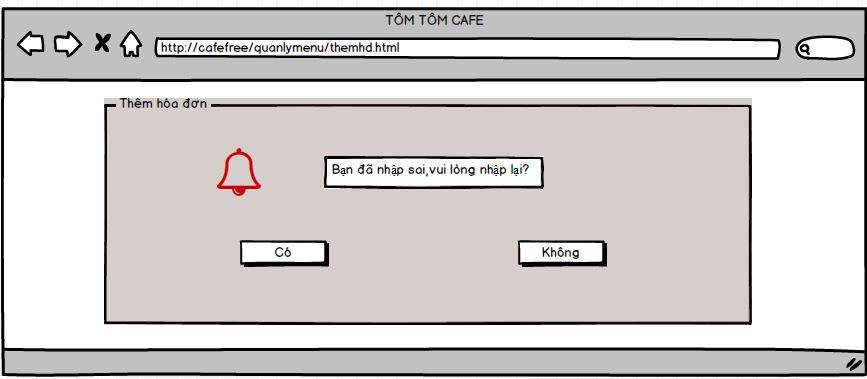 TÔM TÔM CAFE
http://cafefree/quanlymenu/themhd.html
Thêm hóa đơn
Bạn đã nhập sai,vui lòng nhập lại?
Có
Không